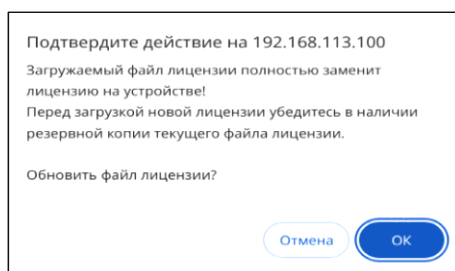 Подтвердите действие на 192.168.113.100
Загружаемый файл лицензии полностью заменит
лицензию на устройстве!
Перед загрузкой новой лицензии убедитесь в наличии
резервной копии текущего файла лицензии.
Обновить файл лицензии?
Отмена
ОК